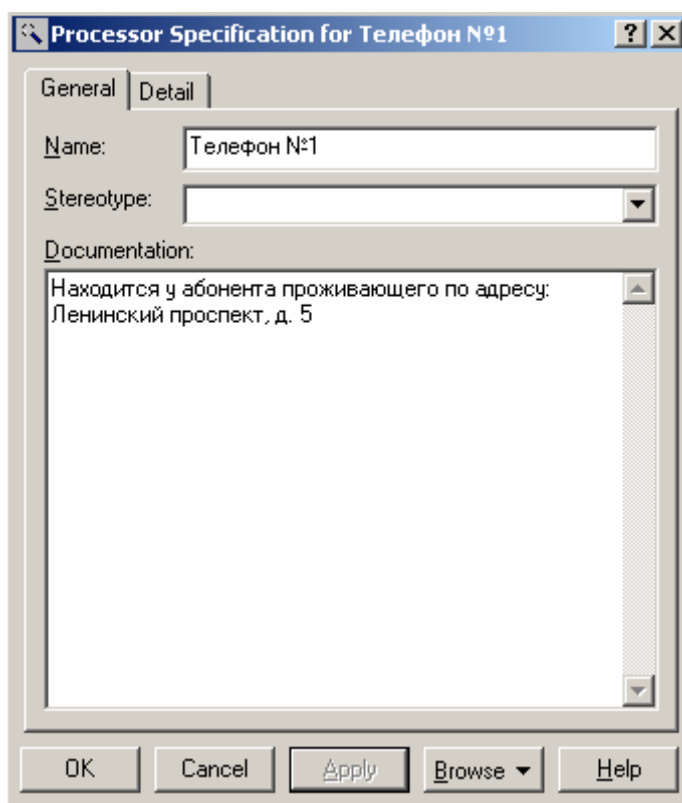 Processor Specification for Телефон №1
General
Detail
Name:
Телефон №1
Stereotype:
Documentation:
Находится у абонента проживающего по адресу:
Ленинский проспект, д. 5
OK
Cancel
Apply
Browse
Help